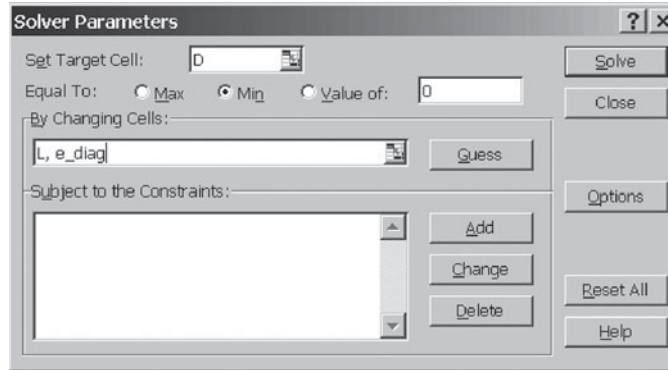 Solver Parameters
? ×
Set Target Cell: D
Solve
Equal To: Max Min Value of: 0
Close
By Changing Cells:
L, e_diag
Guess
Subject to the Constraints:
Options
Add
Change
Reset All
Delete
Help